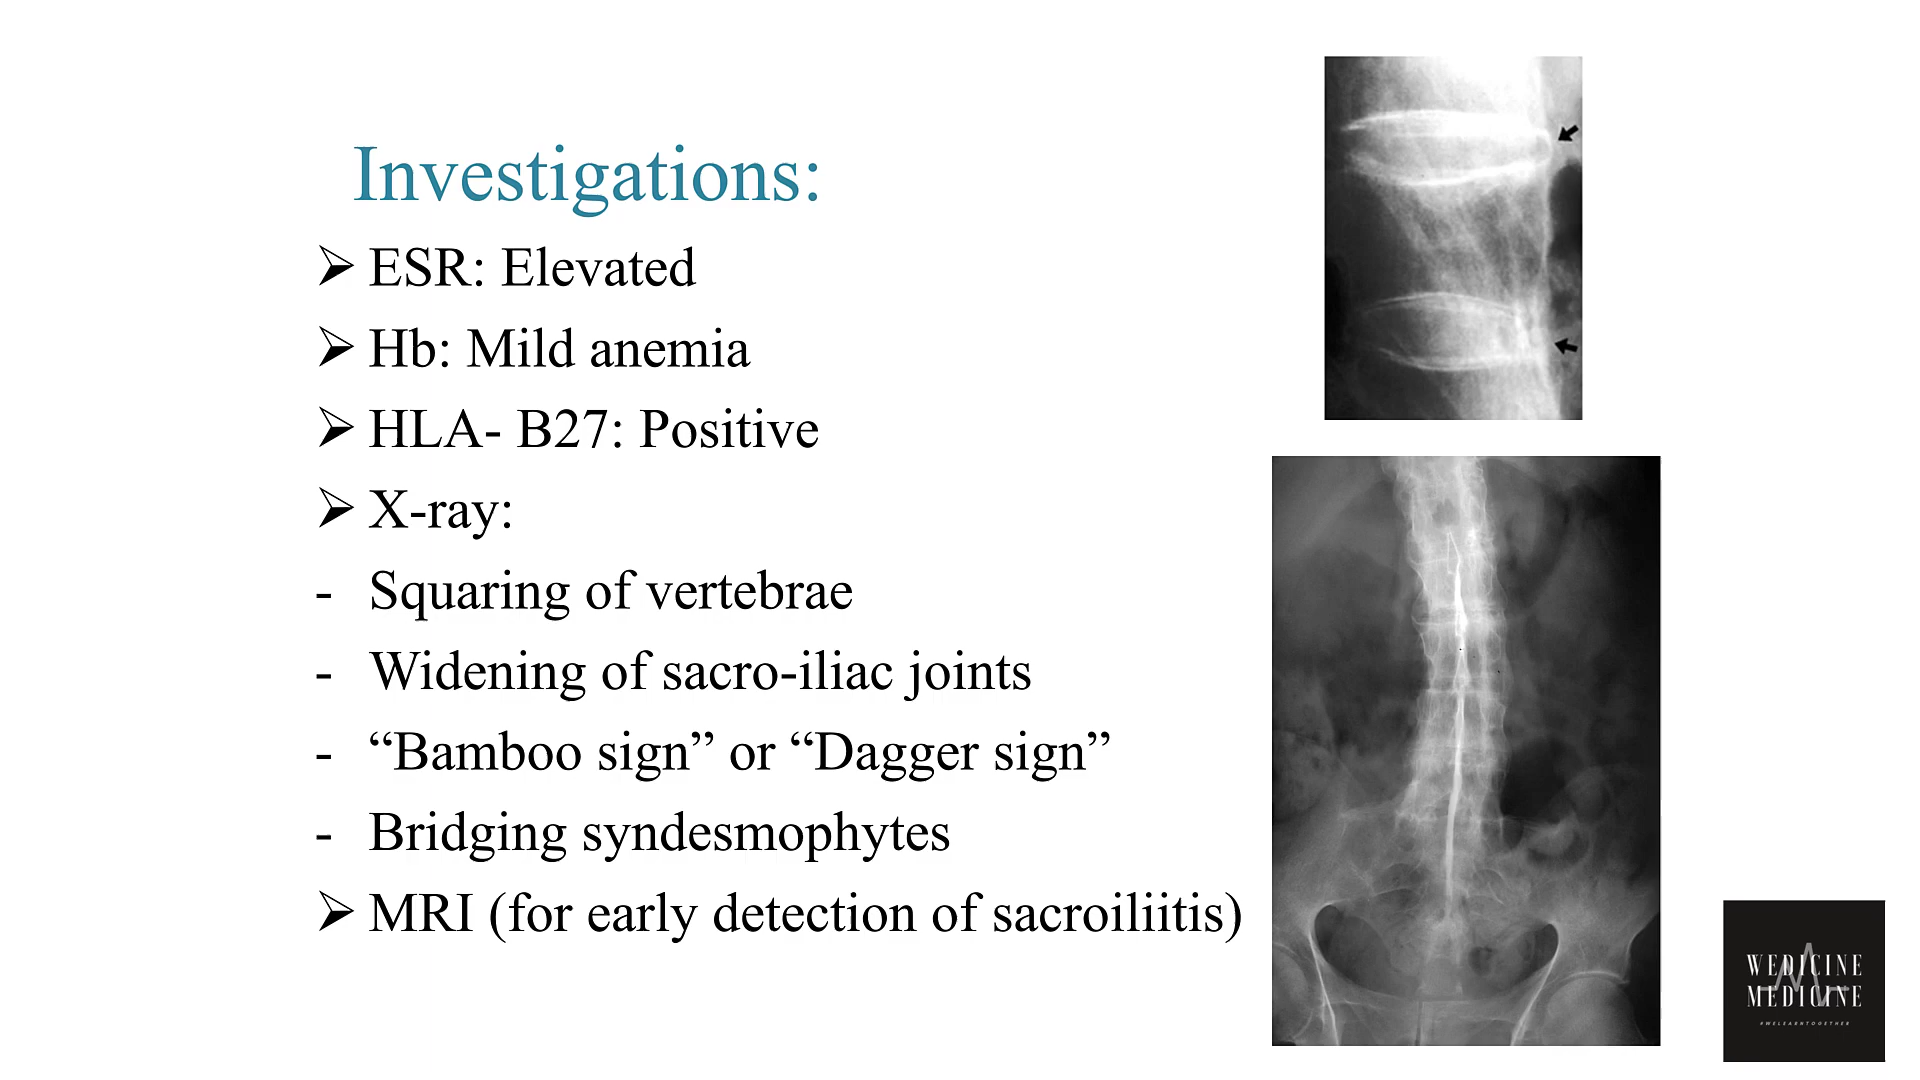 Investigations:
➢ ESR: Elevated
➢ Hb: Mild anemia
➢ HLA- B27: Positive
➢ X-ray:
- Squaring of vertebrae
- Widening of sacro-iliac joints
- “Bamboo sign” or “Dagger sign”
- Bridging syndesmophytes
➢ MRI (for early detection of sacroiliitis)
WEDICINE
MEDICINE
#WELEARNTOGETHER